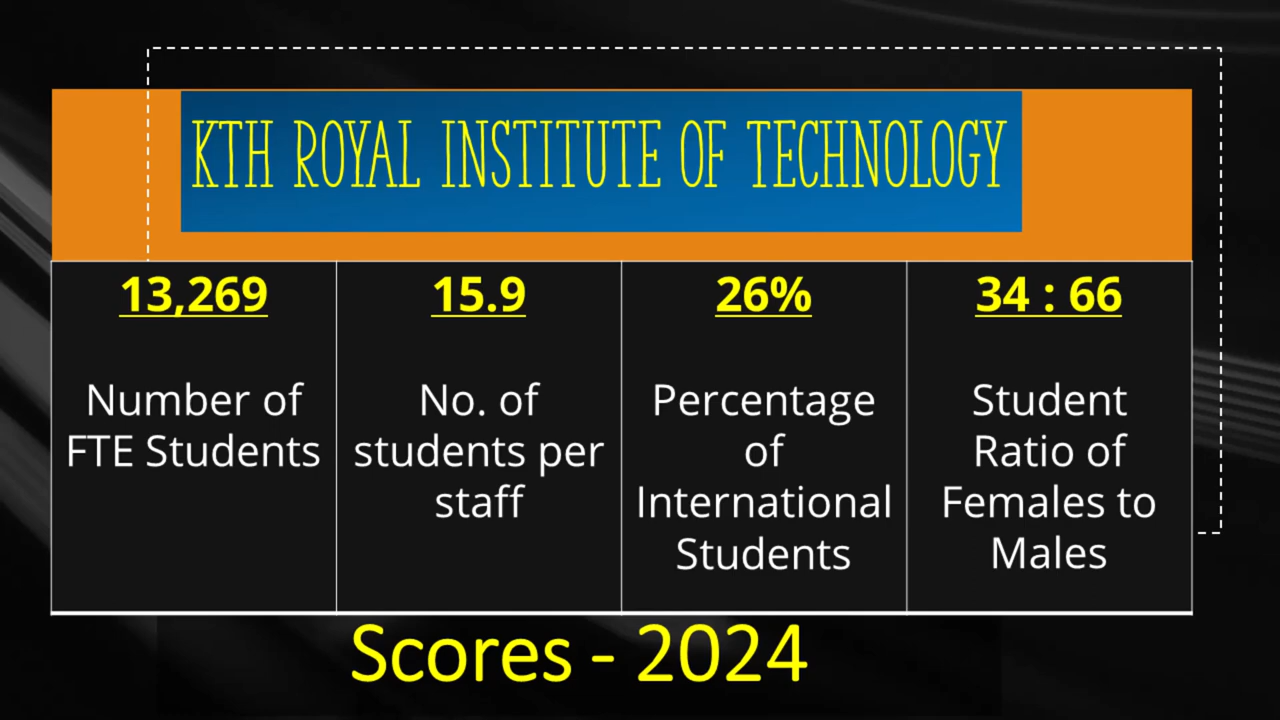 KTH ROYAL INSTITUTE OF TECHNOLOGY
13,269
Number of
FTE Students
15.9
No. of
students per
staff
26%
Percentage
of
International
Students
34 : 66
Student
Ratio of
Females to
Males
Scores - 2024